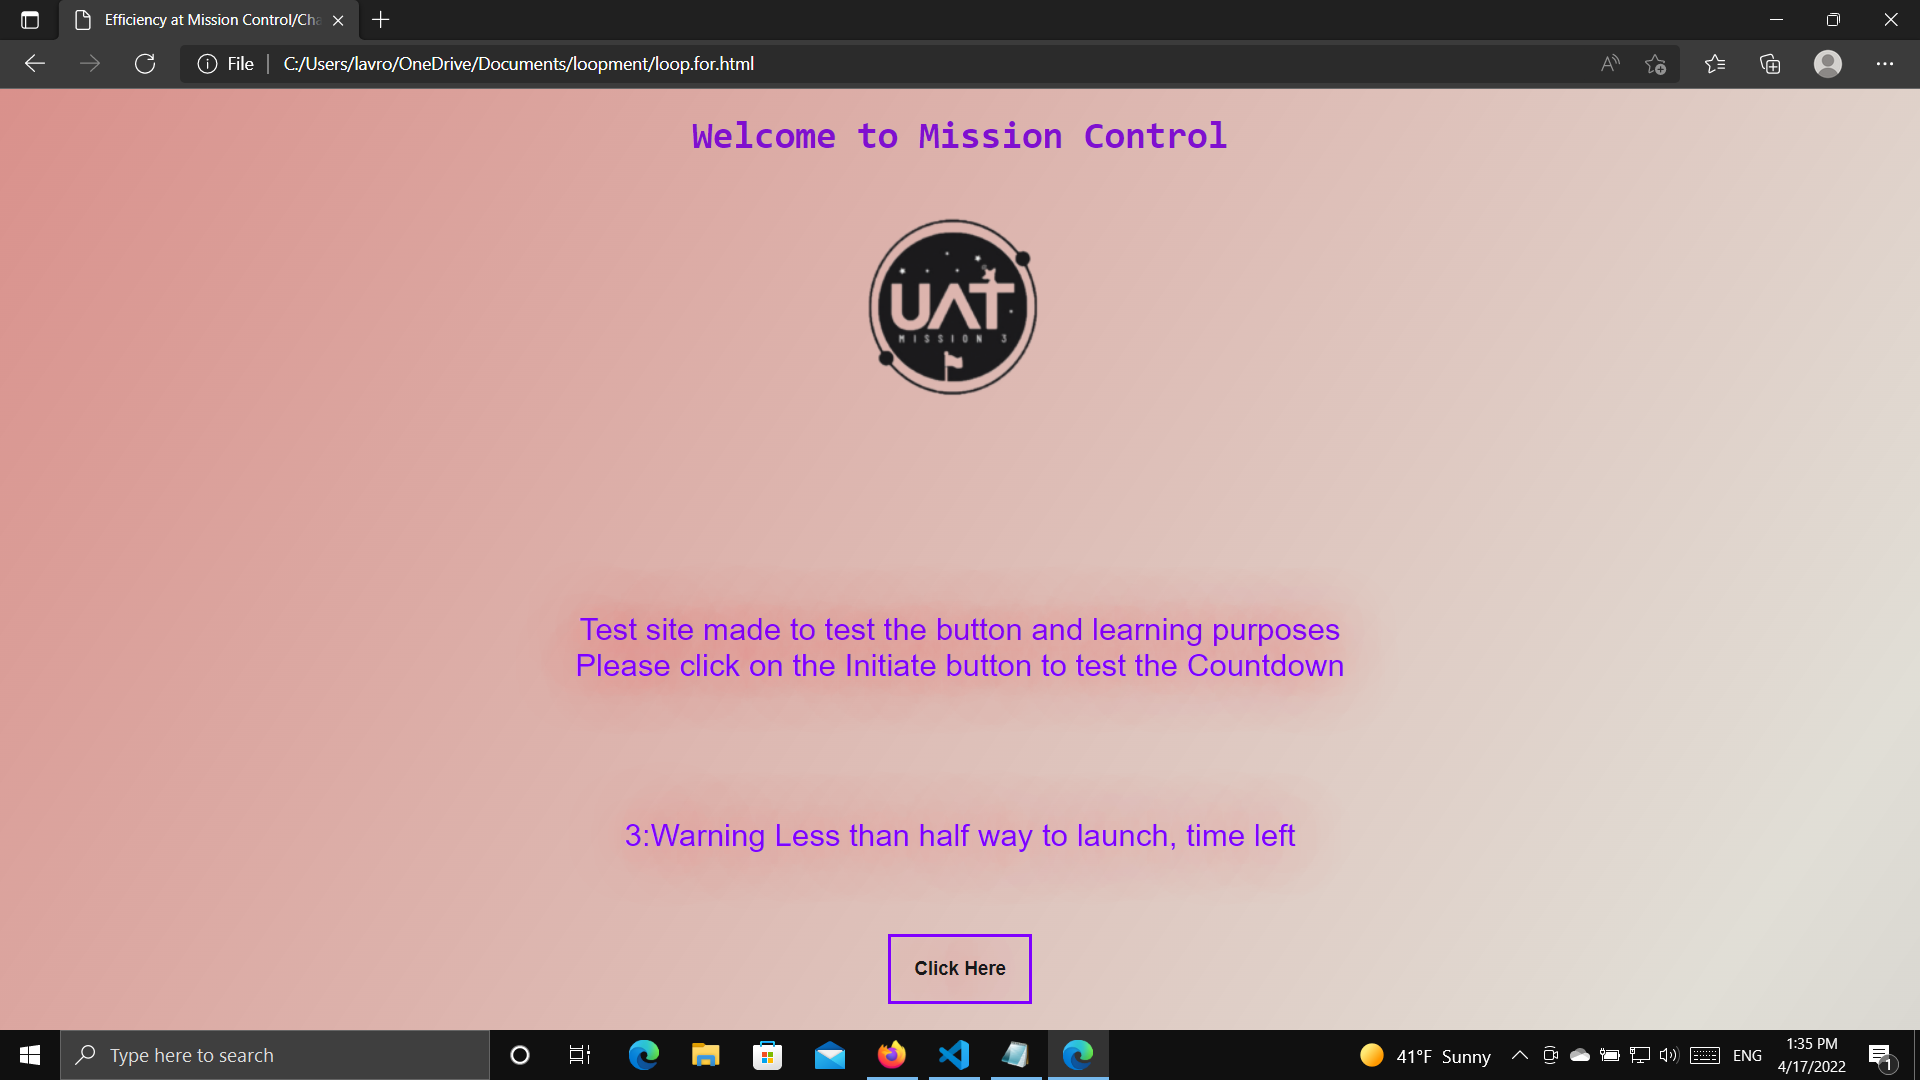 Efficiency at Mission Control/Cha
File
C:/Users/lavro/OneDrive/Documents/loopment/loop.for.html
Welcome to Mission Control
UAT
MISSION 3
Test site made to test the button and learning purposes
Please click on the Initiate button to test the Countdown
3:Warning Less than half way to launch, time left
Click Here
Type here to search
41°F Sunny
ENG
1:35 PM
4/17/2022
1